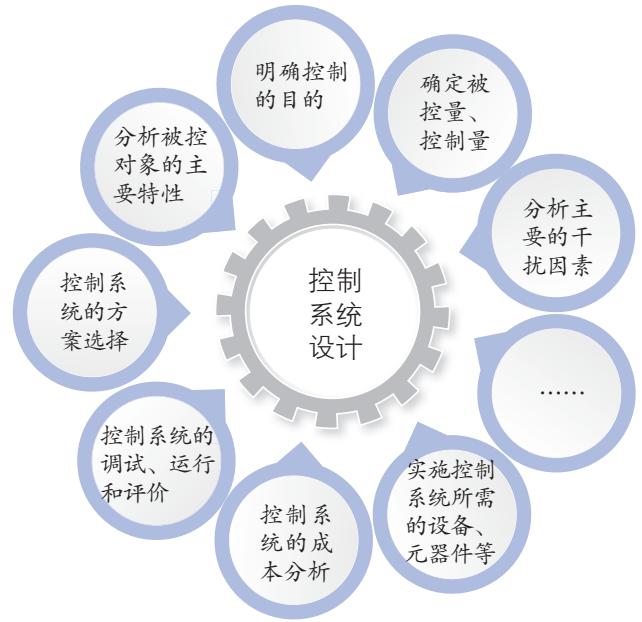 明确控制
的目的
确定被
控量、
控制量
分析主
要的干
扰因素
……
实施控制
系统所需
的设备、
元器件等
控制系
统的成
本分析
控制系统的
调试、运行
和评价
控制系
统的方
案选择
分析被控
对象的主
要特性
控制
系统
设计